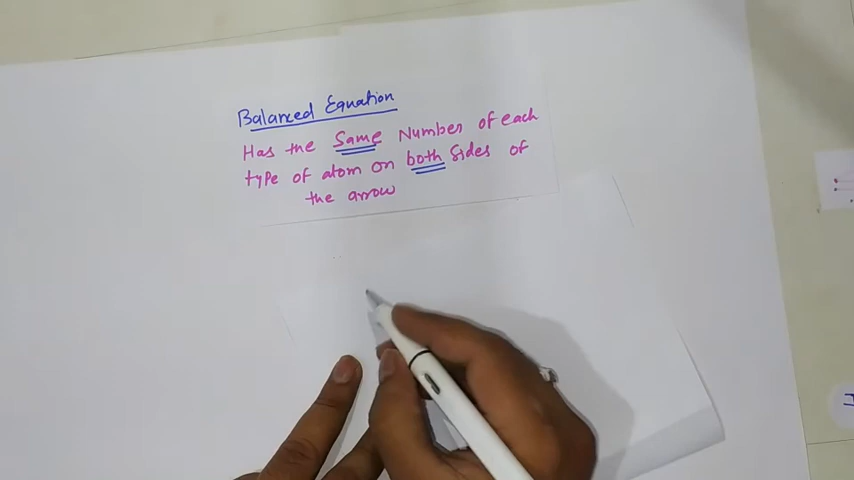 Balanced Equation
Has the Same Number of each
type of atom on both Sides of
the arrow